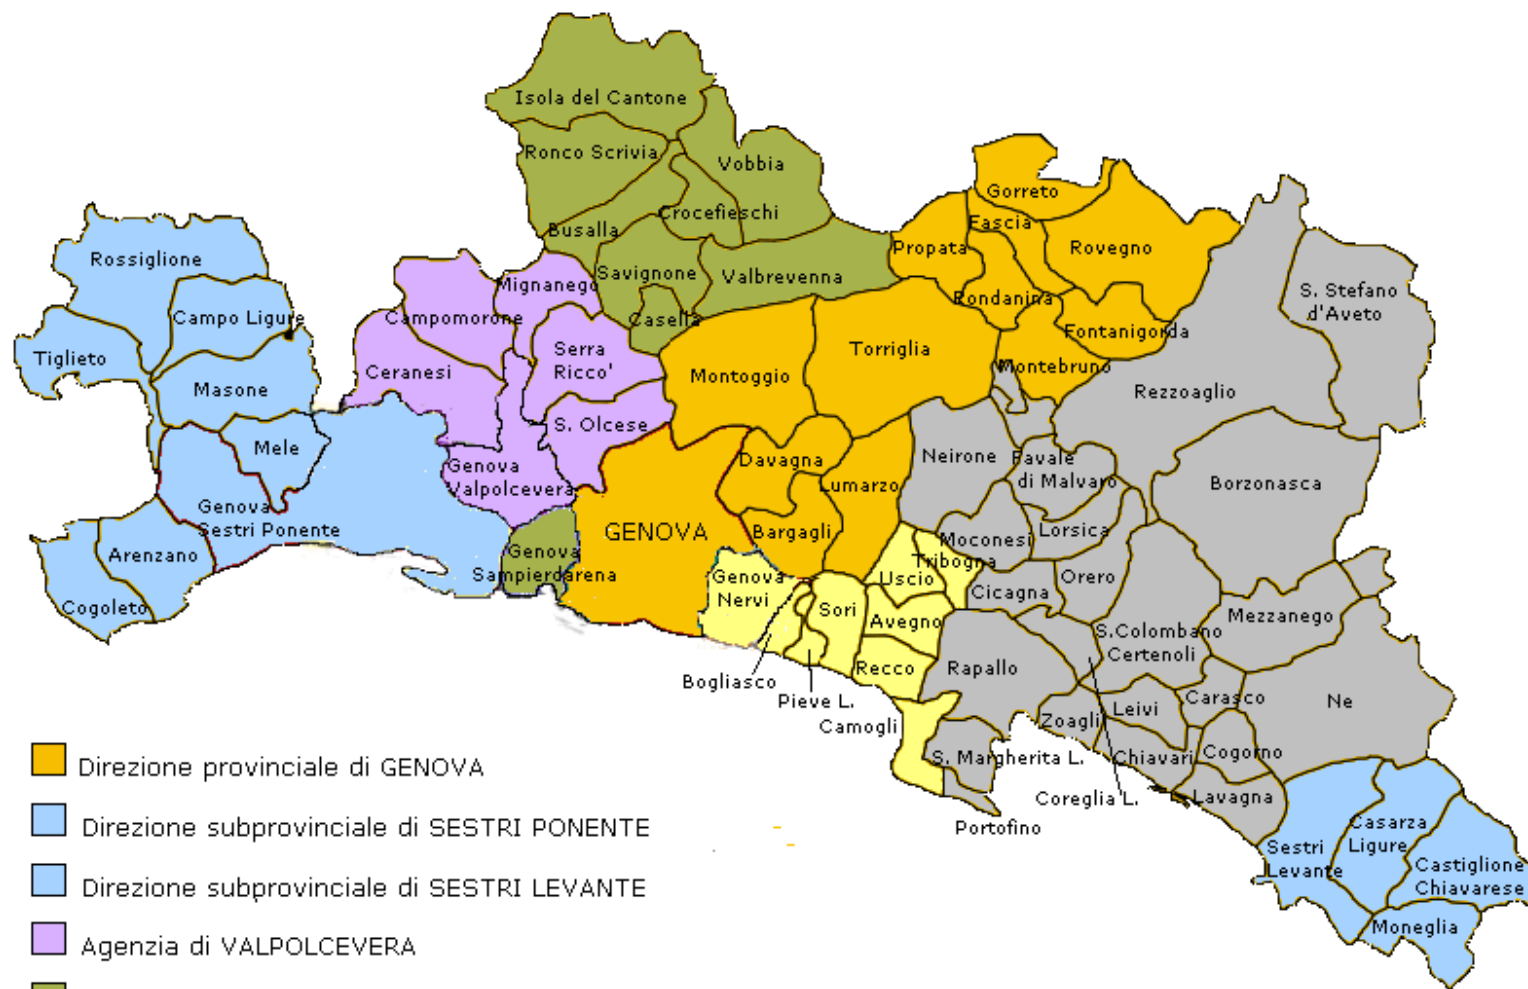 Isola del Cantone
Ronco Scrivia
Vobbia
Gorreto
Crocefieschi
Fascia
Busalla
Propata
Rovegno
Rossiglione
Savignone
Valbrevenna
Mignanego
Rondanina
S. Stefano
d'Aveto
Campo Ligure
Campomorone
Casella
Fontanigorda
Tiglieto
Serra
Ricco'
Torriglia
Montebruno
Ceranesi
Montoggio
Masone
Rezzoaglio
S. Olcese
Mele
Davagna
Neirone
Favale
di Malvaro
Genova
Valpolcevera
Lumarzo
Borzonasca
Genova
Sestri Ponente
GENOVA
Bargagli
Lorsica
Moconesi
Arenzano
Genova
Sampierdarena
Tribogna
Uscio
Genova
Nervi
Orero
Cicagna
Cogoleto
Sori
Avegno
Mezzanego
S.Colombano
Certenoli
Recco
Rapallo
Bogliasco
Pieve L.
Carasco
Ne
Leivi
Zoagli
Camogli
Cogorno
S. Margherita L.
Chiavari
Coreglia L.
Lavagna
Portofino
Casarza
Ligure
Sestri
Levante
Castiglione
Chiavarese
Moneglia
Direzione provinciale di GENOVA
Direzione subprovinciale di SESTRI PONENTE
Direzione subprovinciale di SESTRI LEVANTE
Agenzia di VALPOLCEVERA